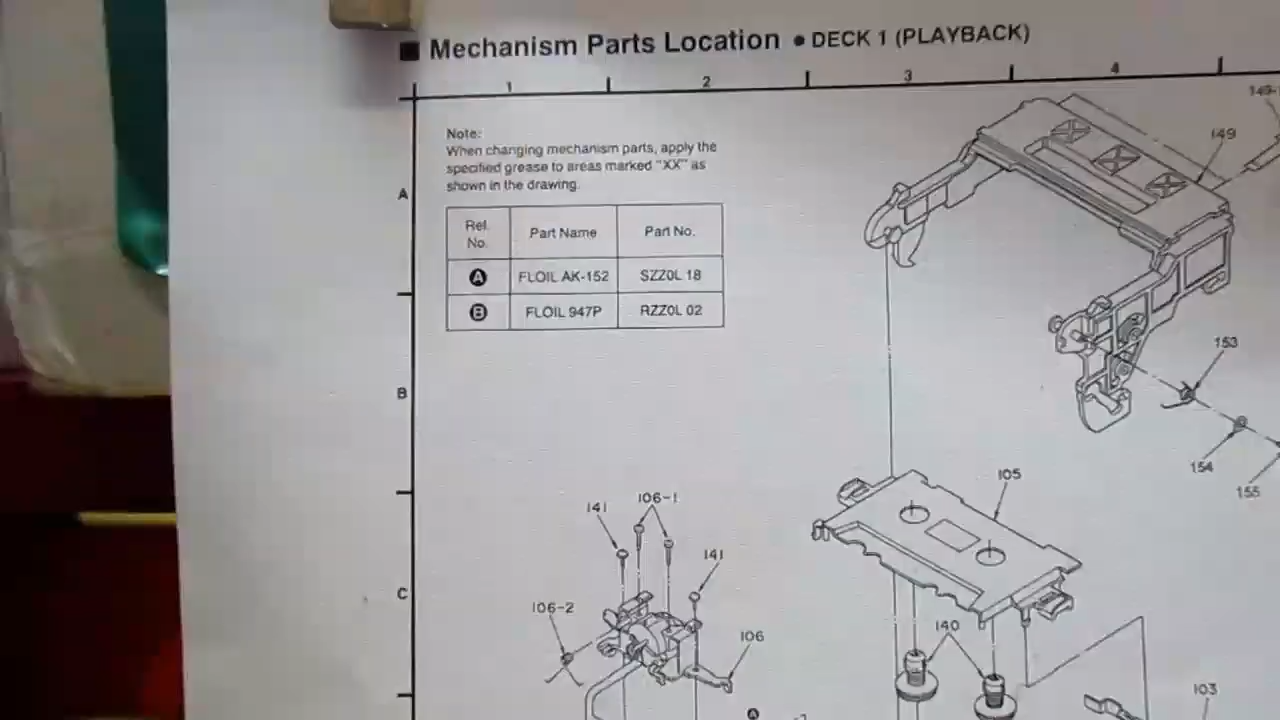 ■ Mechanism Parts Location • DECK 1 (PLAYBACK)
1 2 3 4
Note:
When changing mechanism parts, apply the
specified grease to areas marked "XX" as
shown in the drawing.
Ref. No. Part Name Part No.
A FLOIL AK-152 SZZ0L 18
B FLOIL 947P RZZ0L 02
A
B
C
149
153
154
155
105
106-1
141
141
106-2
106
140
103
A